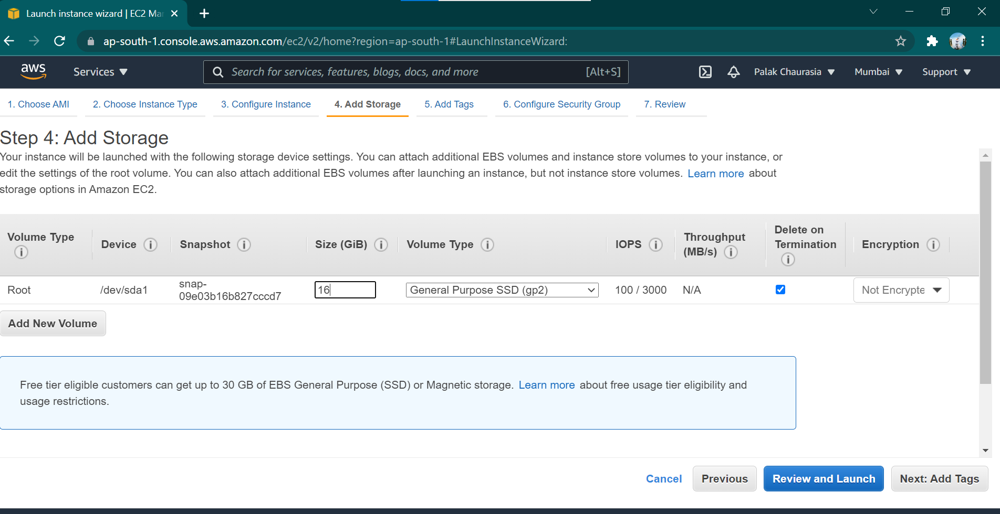 Launch instance wizard | EC2 Mar
ap-south-1.console.aws.amazon.com/ec2/v2/home?region=ap-south-1#LaunchInstanceWizard:
aws Services Search for services, features, blogs, docs, and more [Alt+S] Palak Chaurasia Mumbai Support
1. Choose AMI 2. Choose Instance Type 3. Configure Instance 4. Add Storage 5. Add Tags 6. Configure Security Group 7. Review
Step 4: Add Storage
Your instance will be launched with the following storage device settings. You can attach additional EBS volumes and instance store volumes to your instance, or
edit the settings of the root volume. You can also attach additional EBS volumes after launching an instance, but not instance store volumes. Learn more about
storage options in Amazon EC2.
Volume Type Device Snapshot Size (GiB) Volume Type IOPS Throughput (MB/s) Delete on Termination Encryption
Root /dev/sda1 snap-09e03b16b827cccd7 16 General Purpose SSD (gp2) 100 / 3000 N/A Not Encrypte
Add New Volume
Free tier eligible customers can get up to 30 GB of EBS General Purpose (SSD) or Magnetic storage. Learn more about free usage tier eligibility and
usage restrictions.
Cancel Previous Review and Launch Next: Add Tags